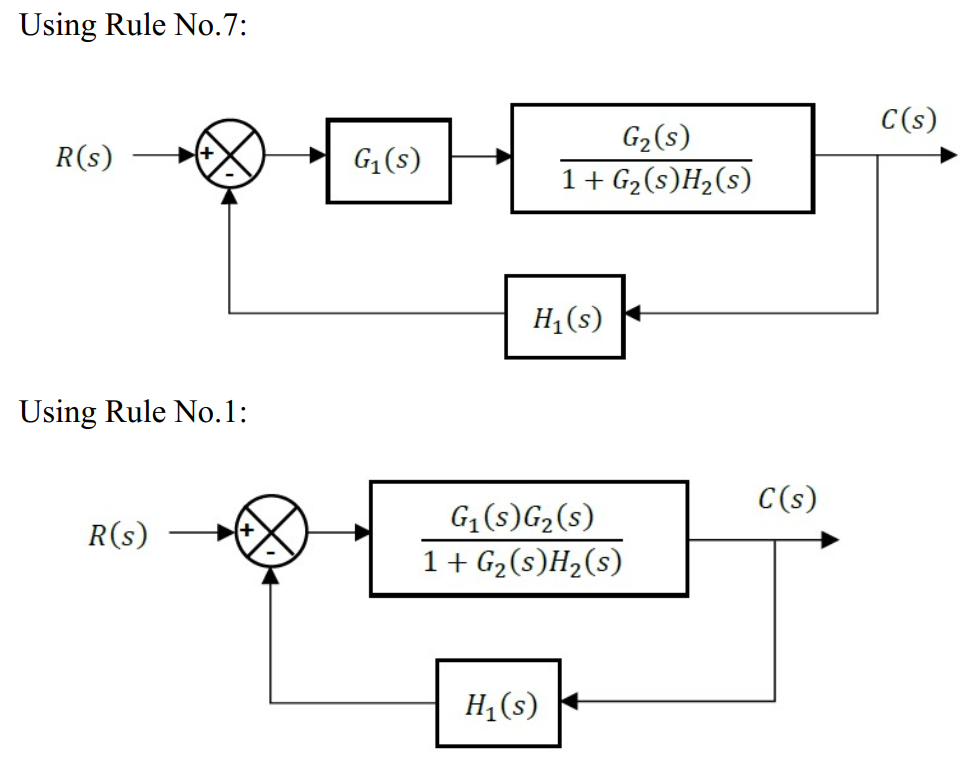 Using Rule No.7:
C(s)
R(s)
+
-
G₁(s)
G₂(s)
1 + G₂(s)H₂(s)
H₁(s)
Using Rule No.1:
C(s)
R(s)
+
-
G₁(s)G₂(s)
1 + G₂(s)H₂(s)
H₁(s)